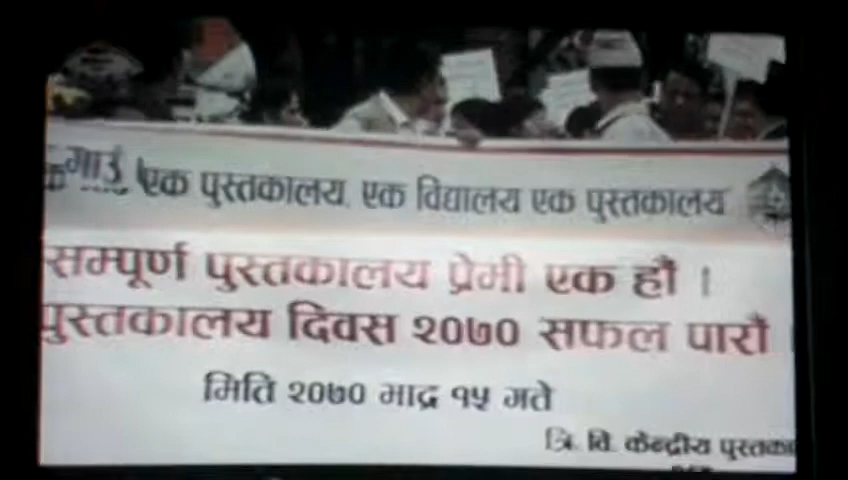 गाउँ एक पुस्तकालय, एक विद्यालय एक पुस्तकालय
सम्पूर्ण पुस्तकालय प्रेमी एक हौं ।
पुस्तकालय दिवस २०७० सफल पारौं ।
मिति २०७० भाद्र १५ गते
त्रि. वि. केन्द्रीय पुस्तका